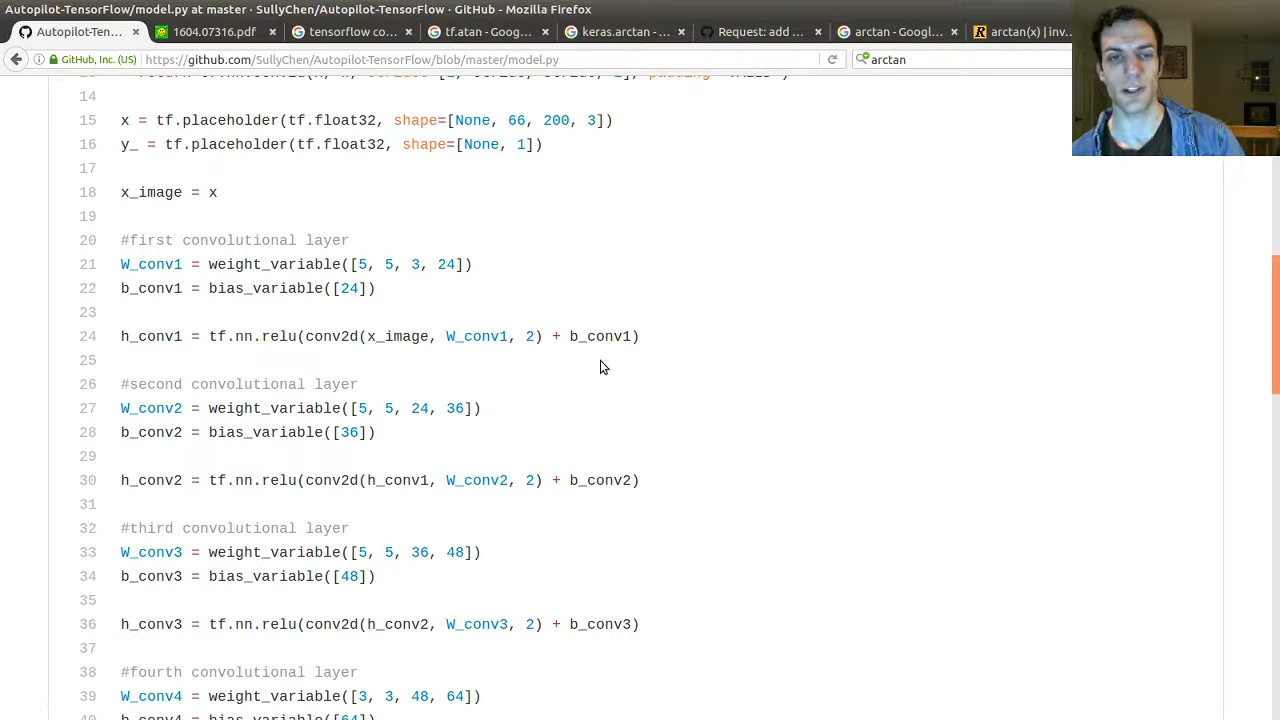 Autopilot-TensorFlow/model.py at master · SullyChen/Autopilot-TensorFlow · GitHub - Mozilla Firefox
Autopilot-Ten... × 1604.07316.pdf × tensorflow co... × tf.atan - Goog... × keras.arctan - ... × Request: add ... × arctan - Googl... × arctan(x) | inv...
GitHub, Inc. (US) https://github.com/SullyChen/Autopilot-TensorFlow/blob/master/model.py arctan
14
15 x = tf.placeholder(tf.float32, shape=[None, 66, 200, 3])
16 y_ = tf.placeholder(tf.float32, shape=[None, 1])
17
18 x_image = x
19
20 #first convolutional layer
21 W_conv1 = weight_variable([5, 5, 3, 24])
22 b_conv1 = bias_variable([24])
23
24 h_conv1 = tf.nn.relu(conv2d(x_image, W_conv1, 2) + b_conv1)
25
26 #second convolutional layer
27 W_conv2 = weight_variable([5, 5, 24, 36])
28 b_conv2 = bias_variable([36])
29
30 h_conv2 = tf.nn.relu(conv2d(h_conv1, W_conv2, 2) + b_conv2)
31
32 #third convolutional layer
33 W_conv3 = weight_variable([5, 5, 36, 48])
34 b_conv3 = bias_variable([48])
35
36 h_conv3 = tf.nn.relu(conv2d(h_conv2, W_conv3, 2) + b_conv3)
37
38 #fourth convolutional layer
39 W_conv4 = weight_variable([3, 3, 48, 64])
40 b_conv4 = bias_variable([64])